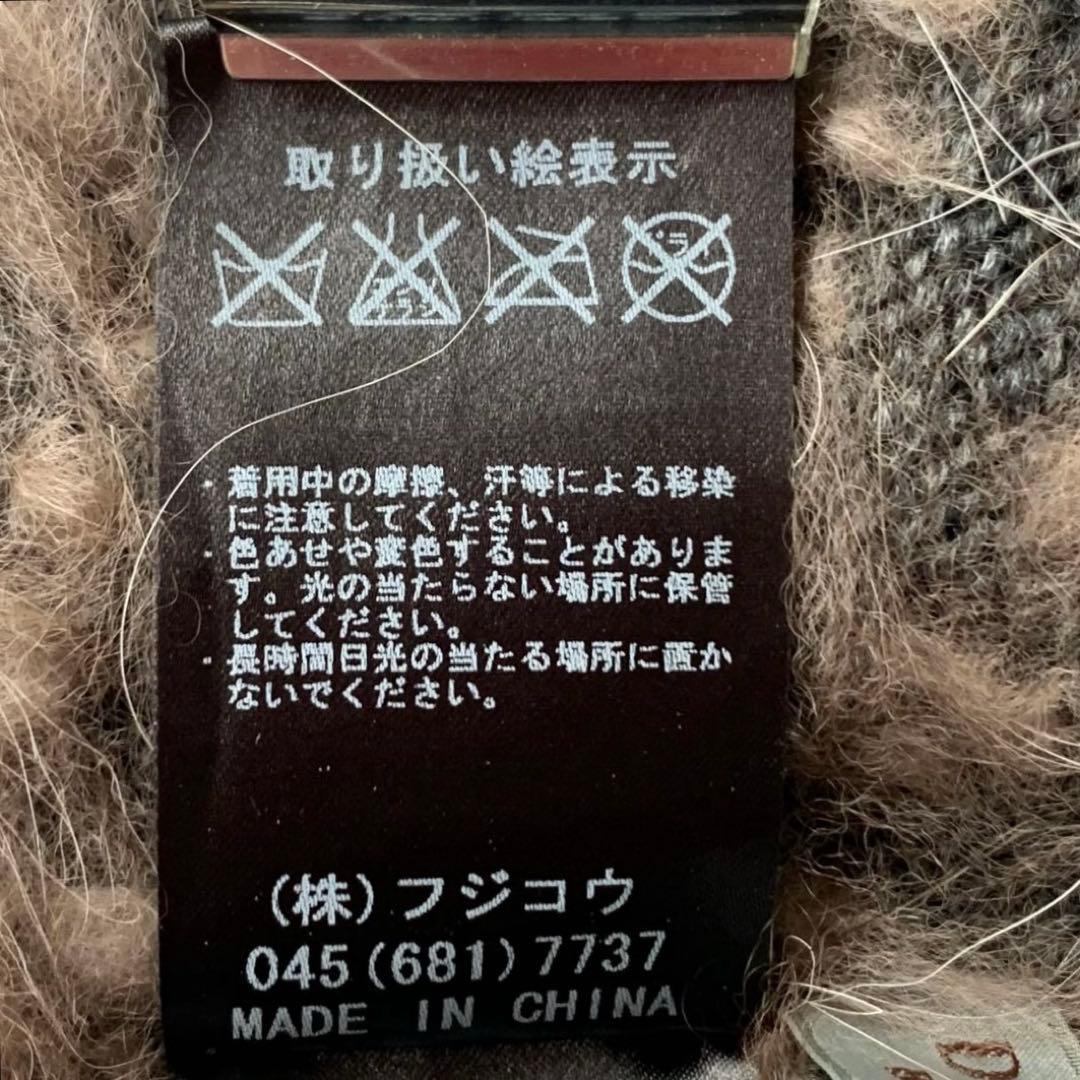 取り扱い絵表示
・着用中の摩擦、汗等による移染
に注意してください。
・色あせや変色することがありま
す。光の当たらない場所に保管
してください。
・長時間日光の当たる場所に置か
ないでください。
(株)フジコウ
045(681)7737
MADE IN CHINA